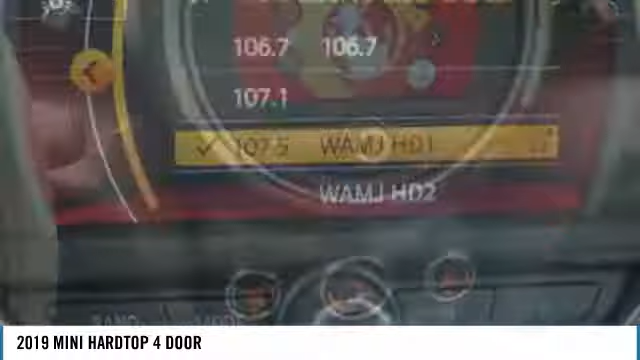 106.7 106.7
107.1
107.5 WAMJ HD1
WAMJ HD2
2019 MINI HARDTOP 4 DOOR